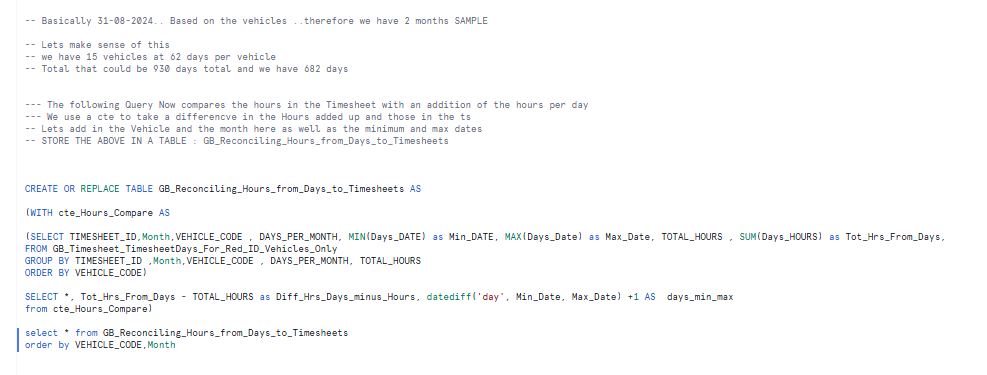 -- Basically 31-08-2024.. Based on the vehicles ..therefore we have 2 months SAMPLE
-- Lets make sense of this
-- we have 15 vehicles at 62 days per vehicle
-- Total that could be 930 days total and we have 682 days
--- The following Query Now compares the hours in the Timesheet with an addition of the hours per day
--- We use a cte to take a differencve in the Hours added up and those in the ts
-- Lets add in the Vehicle and the month here as well as the minimum and max dates
-- STORE THE ABOVE IN A TABLE : GB_Reconciling_Hours_from_Days_to_Timesheets
CREATE OR REPLACE TABLE GB_Reconciling_Hours_from_Days_to_Timesheets AS
(WITH cte_Hours_Compare AS
(SELECT TIMESHEET_ID,Month,VEHICLE_CODE , DAYS_PER_MONTH, MIN(Days_DATE) as Min_DATE, MAX(Days_Date) as Max_Date, TOTAL_HOURS , SUM(Days_HOURS) as Tot_Hrs_From_Days,
FROM GB_Timesheet_TimesheetDays_For_Red_ID_Vehicles_Only
GROUP BY TIMESHEET_ID ,Month,VEHICLE_CODE , DAYS_PER_MONTH, TOTAL_HOURS
ORDER BY VEHICLE_CODE)
SELECT *, Tot_Hrs_From_Days - TOTAL_HOURS as Diff_Hrs_Days_minus_Hours, datediff('day', Min_Date, Max_Date) +1 AS  days_min_max
from cte_Hours_Compare)
select * from GB_Reconciling_Hours_from_Days_to_Timesheets
order by VEHICLE_CODE,Month